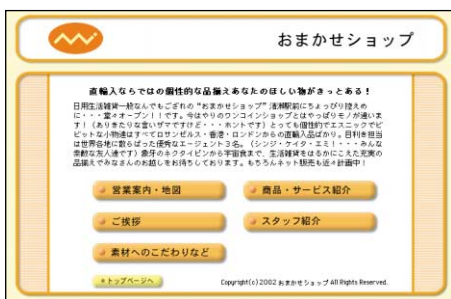 おまかせショップ
直輸入ならではの個性的な品揃えあなたのほしい物がきっとある！
日用生活雑貨一般なんでもござれの“おまかせショップ”清瀬駅前にちょっぴり控えめ
に・・・堂々オープン！！です。今はやりのワンコインショップとはやっぱりモノが違いま
す！（ありきたりな言いザマですけど・・・ホントです）とっても個性的でエスニックでビ
ビットな小物達はすべてロサンゼルス・香港・ロンドンからの直輸入品ばかり。目利き担当
は世界各地に散らばった優秀なエージェント３名。（シンジ・ケイタ・エミ！・・・みんな
素敵な友人達です）象牙のネクタイピンから宇宙食まで、生活雑貨をはるかにこえた充実の
品揃えでみなさんのお越しをお待ちしております。もちろんネット販売も近々計画中！
営業案内・地図
商品・サービス紹介
ご挨拶
スタッフ紹介
素材へのこだわりなど
トップページへ
Copyright(c)2002 おまかせショップ All Rights Reserved.